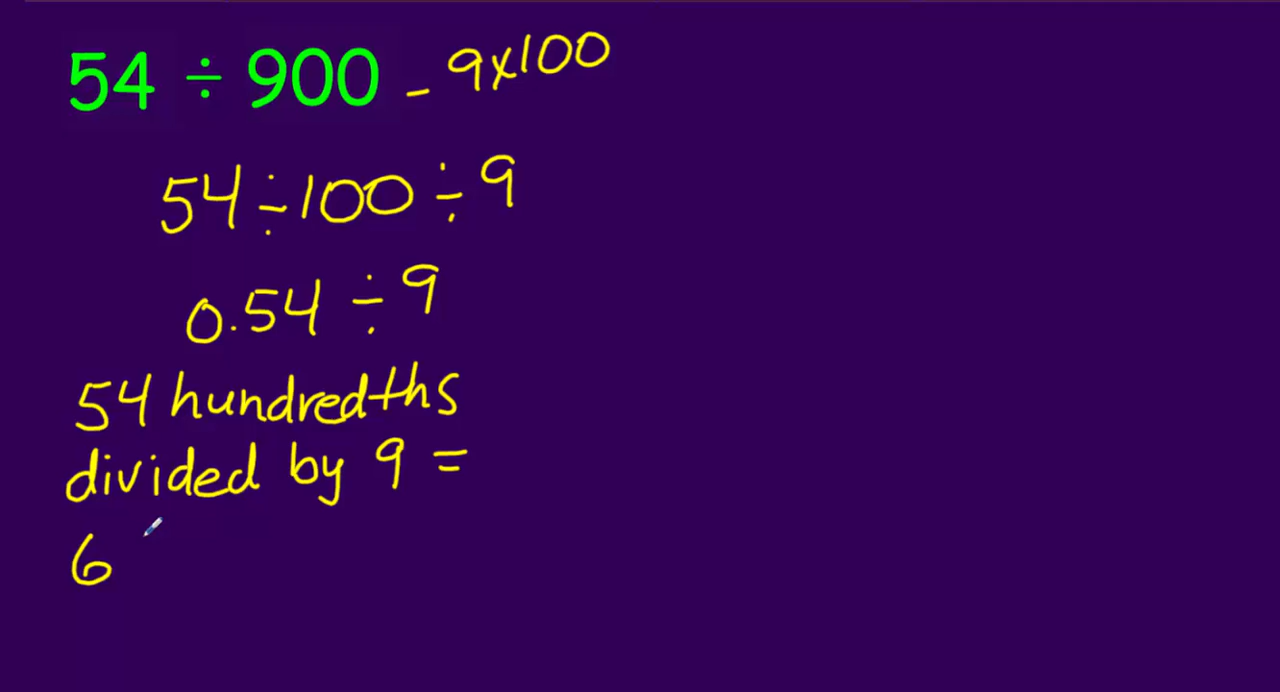 54 ÷ 900 - 9x100
54 ÷ 100 ÷ 9
0.54 ÷ 9
54 hundredths
divided by 9 =
6